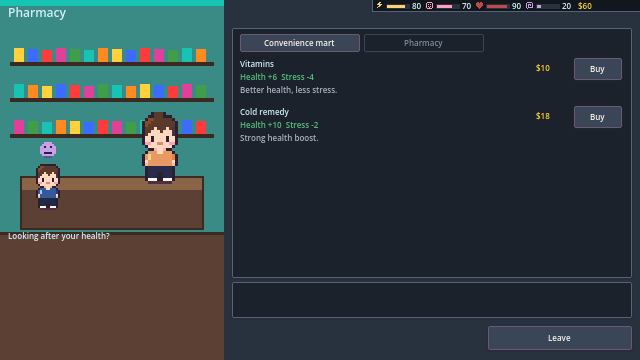 Pharmacy
80 70 90 20 $60
Convenience mart Pharmacy
Vitamins
Health +6 Stress -4
Better health, less stress.
$10
Buy
Cold remedy
Health +10 Stress -2
Strong health boost.
$18
Buy
Looking after your health?
Leave